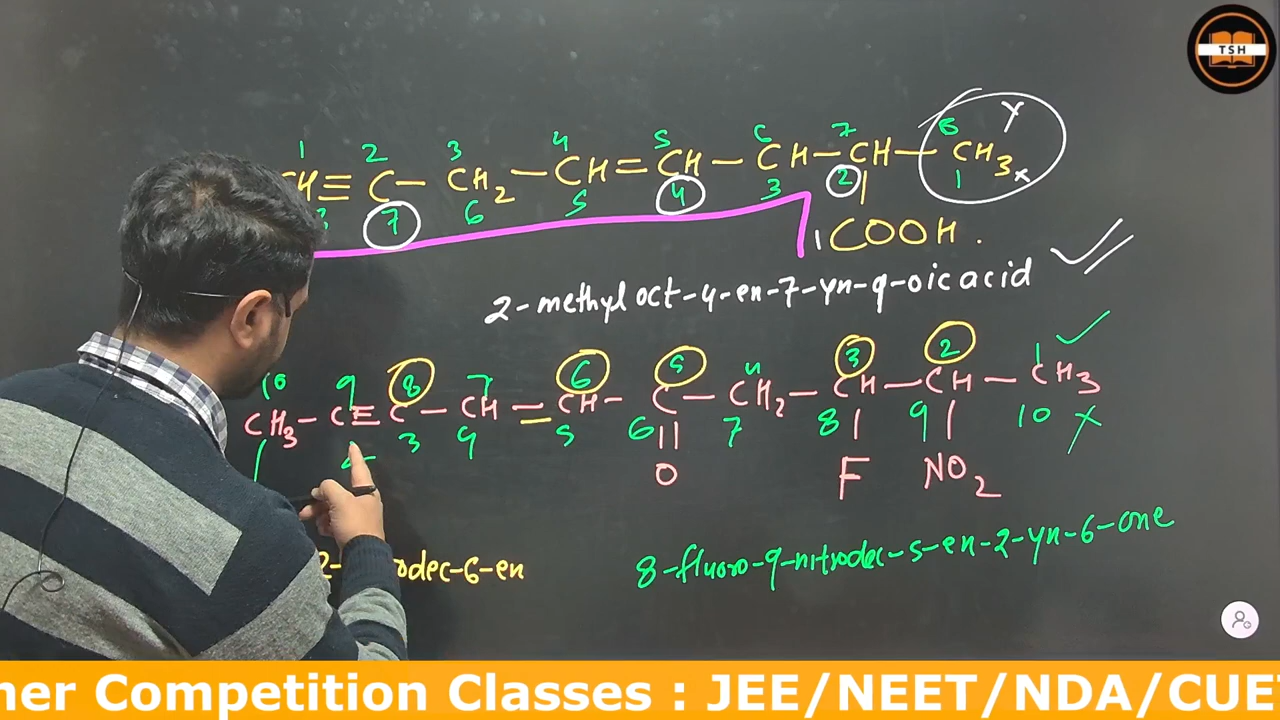 TSH
1 2 3 4 5 6 7 8
CH≡C-CH2-CH=CH-CH-CH-CH3 Y x
7 6 5 4 3 2 1
1COOH.
2-methyl oct-4-en-7-yn-9-oic acid
10 9 8 7 6 5 4 3 2 1
CH3-C≡C-CH=CH-C-CH2-CH-CH-CH3
1 3 4 5 6 7 8 9 10 X
O F NO2
8-fluoro-9-nitrodec-5-en-2-yn-6-one
rodec-6-en
her Competition Classes : JEE/NEET/NDA/CUET